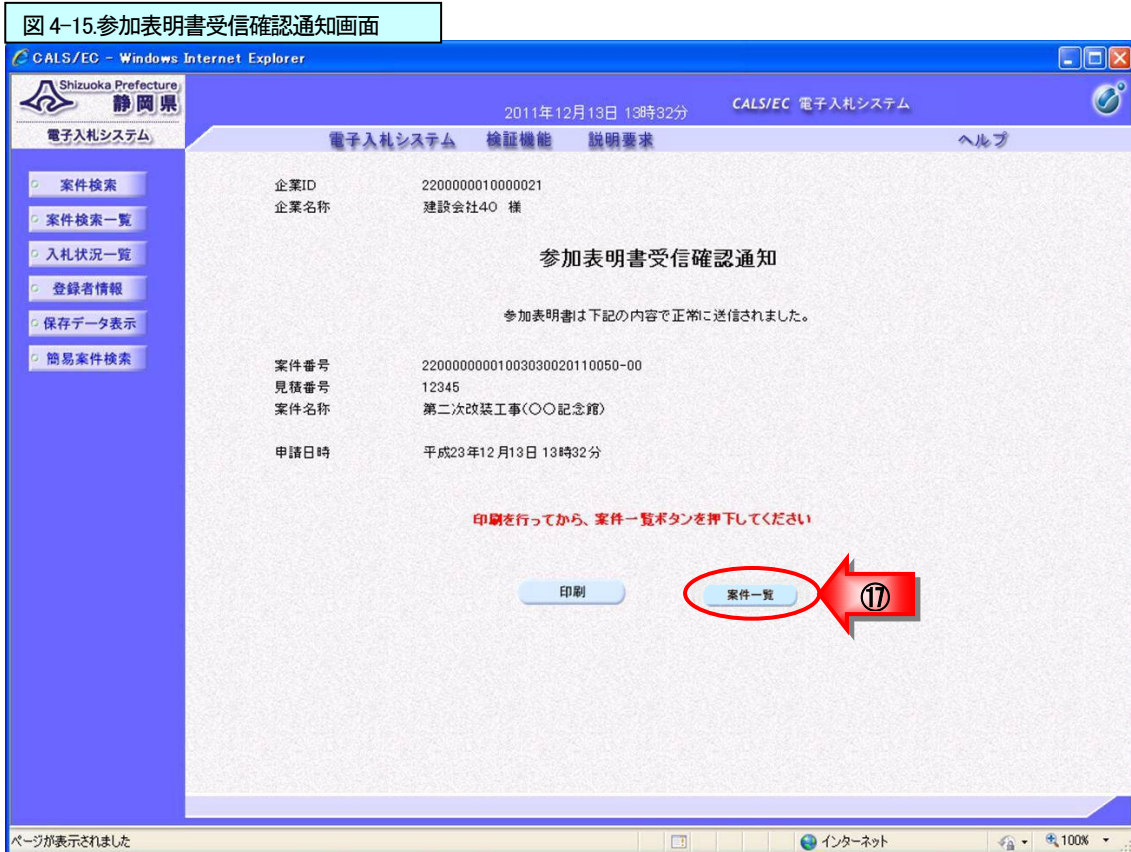 図 4-15.参加表明書受信確認通知画面
CALS/EC - Windows Internet Explorer
Shizuoka Prefecture
静岡県
電子入札システム
2011年12月13日 13時32分
CALS/EC 電子入札システム
電子入札システム 検証機能 説明要求 ヘルプ
案件検索
案件検索一覧
入札状況一覧
登録者情報
保存データ表示
簡易案件検索
企業ID 2200000010000021
企業名称 建設会社40 様
参加表明書受信確認通知
参加表明書は下記の内容で正常に送信されました。
案件番号 22000000001003030020110050-00
見積番号 12345
案件名称 第二次改装工事(○○記念館)
申請日時 平成23年12月13日 13時32分
印刷を行ってから、案件一覧ボタンを押下してください
印刷 案件一覧 ⑰
ページが表示されました インターネット 100%